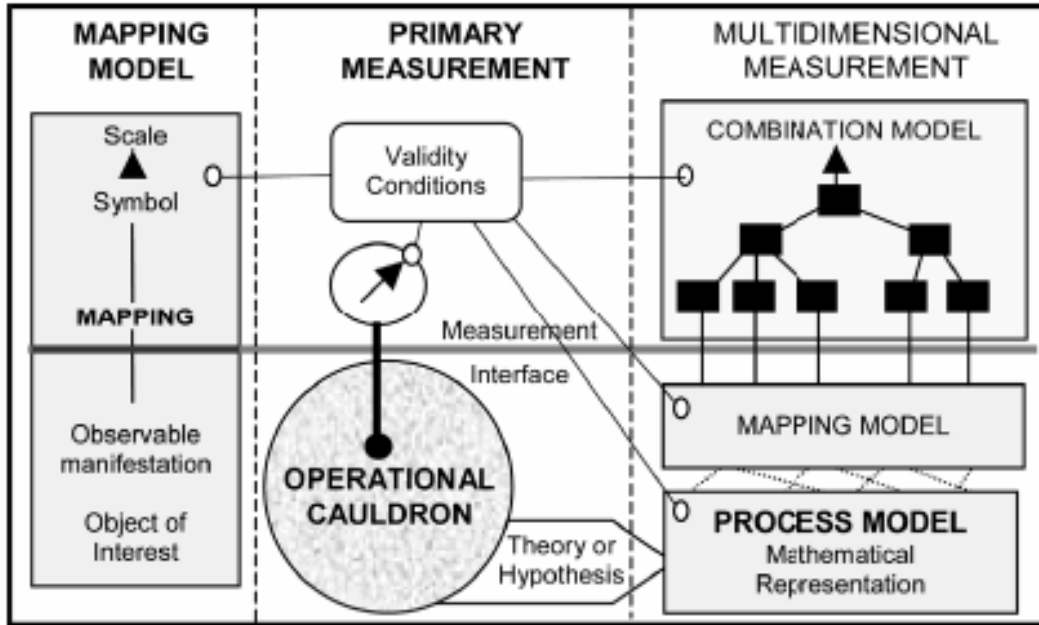 MAPPING
MODEL
Scale
Symbol
MAPPING
Observable
manifestation
Object of
Interest
PRIMARY
MEASUREMENT
Validity
Conditions
Measurement
Interface
OPERATIONAL
CAULDRON
Theory or
Hypothesis
MULTIDIMENSIONAL
MEASUREMENT
COMBINATION MODEL
MAPPING MODEL
PROCESS MODEL
Mathematical
Representation